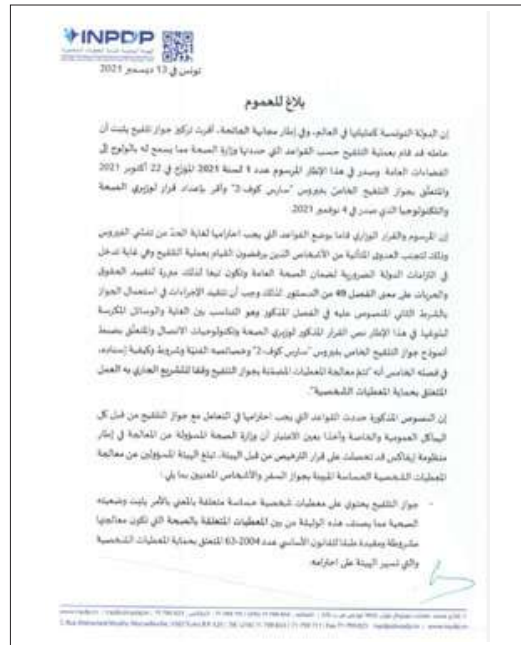 INPDP
تونس في 13 ديسمبر 2021
بلاغ للعموم
إن الدولة التونسية كمثيلاتها في العالم، وفي إطار مجابهة الجائحة، أقرت تركيز جواز تلقيح يثبت أن
حامله قد قام بعملية التلقيح حسب القواعد التي حددتها وزارة الصحة مما يسمح له بالولوج إلى
الفضاءات العامة. وصدر في هذا الإطار المرسوم عدد 1 لسنة 2021 المؤرخ في 22 أكتوبر 2021
والمتعلق بجواز التلقيح الخاص بفيروس "سارس كوف-2" وأقر بإعداد قرار لوزيري الصحة
والتكنولوجيا الذي صدر في 4 نوفمبر 2021.
إن المرسوم والقرار الوزاري قاما بوضع القواعد التي يجب احترامها لغاية الحد من تفشي الفيروس
وذلك لتجنب العدوى المتأتية من الأشخاص الذين يرفضون القيام بعملية التلقيح وهي غاية تدخل
في التزامات الدولة الضرورية لضمان الصحة العامة وتكون تبعا لذلك مبررة لتقييد الحقوق
والحريات على معنى الفصل 49 من الدستور. لذلك وجب أن تتقيد الإجراءات في استعمال الجواز
بالشرط الثاني المنصوص عليه في الفصل المذكور وهو التناسب بين الغاية والوسائل المكرسة
لبلوغها. في هذا الإطار نص القرار المذكور لوزيري الصحة وتكنولوجيات الاتصال والمتعلق بضبط
أنموذج جواز التلقيح الخاص بفيروس "سارس كوف-2" وخصائصه الفنية وشروط وكيفية إسناده،
في فصله الخامس أنه "تتم معالجة المعطيات المضمنة بجواز التلقيح وفقا للتشريع الجاري به العمل
المتعلق بحماية المعطيات الشخصية".
إن النصوص المذكورة حددت القواعد التي يجب احترامها في التعامل مع جواز التلقيح من قبل كل
الهياكل العمومية والخاصة وأخذا بعين الاعتبار أن وزارة الصحة المسؤولة عن المعالجة في إطار
منظومة إيفاكس قد تحصلت على قرار الترخيص من قبل الهيئة، تبلغ الهيئة المسؤولين عن معالجة
المعطيات الشخصية الحساسة المبينة بجواز السفر والأشخاص المعنيين بما يلي:
- جواز التلقيح يحتوي على معطيات شخصية حساسة متعلقة بالمعني بالأمر يثبت وضعيته
الصحية مما يصنف هذه الوثيقة من بين المعطيات المتعلقة بالصحة التي تكون معالجتها
مشروطة ومقيدة طبقا للقانون الأساسي عدد 2004-63 المتعلق بحماية المعطيات الشخصية
والتي تسهر الهيئة على احترامه.